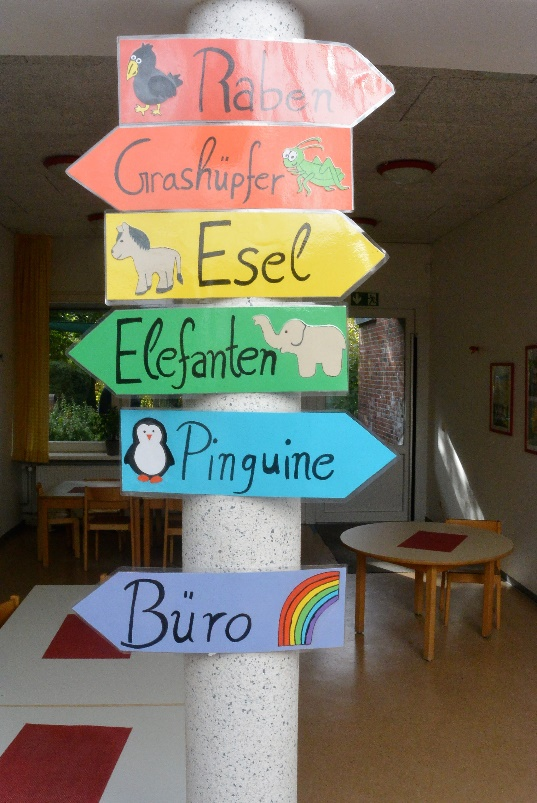 Raben
Grashüpfer
Esel
Elefanten
Pinguine
Büro